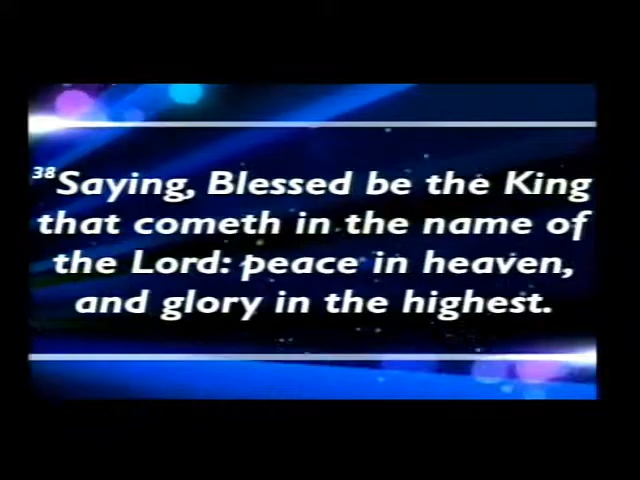 38Saying, Blessed be the King
that cometh in the name of
the Lord: peace in heaven,
and glory in the highest.